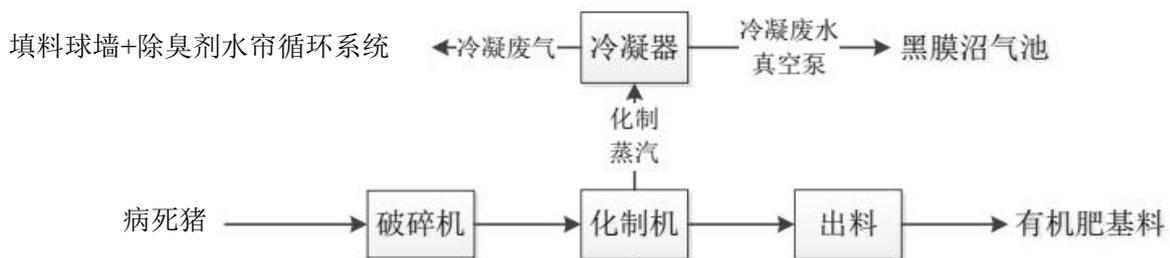 填料球墙+除臭剂水帘循环系统
冷凝废气
冷凝器
冷凝废水
真空泵
黑膜沼气池
化制
蒸汽
病死猪
破碎机
化制机
出料
有机肥基料